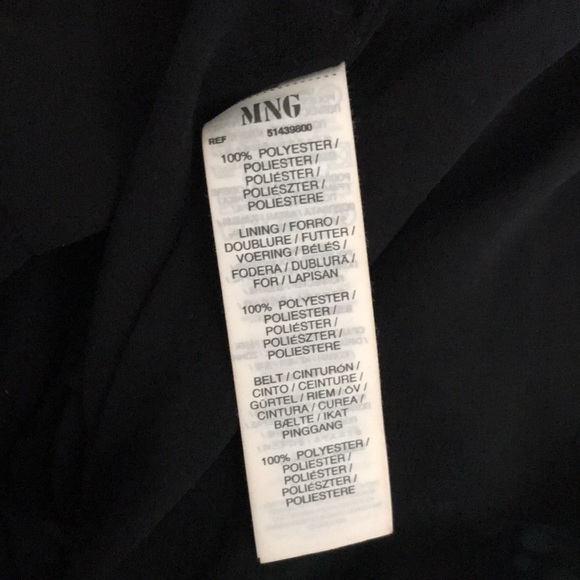 MNG
REF 51439800
100% POLYESTER /
POLIESTER /
POLIÉSTER /
POLIÉSZTER /
POLIESTERE
LINING / FORRO /
DOUBLURE / FUTTER /
VOERING / BÉLÉS /
FODERA / DUBLURĂ /
FOR / LAPISAN
100% POLYESTER /
POLIESTER /
POLIÉSTER /
POLIÉSZTER /
POLIESTERE
BELT / CINTURÓN /
CINTO / CEINTURE /
GÜRTEL / RIEM / ÖV /
CINTURA / CUREA /
BÆLTE / IKAT
PINGGANG
100% POLYESTER /
POLIESTER /
POLIÉSTER /
POLIÉSZTER /
POLIESTERE